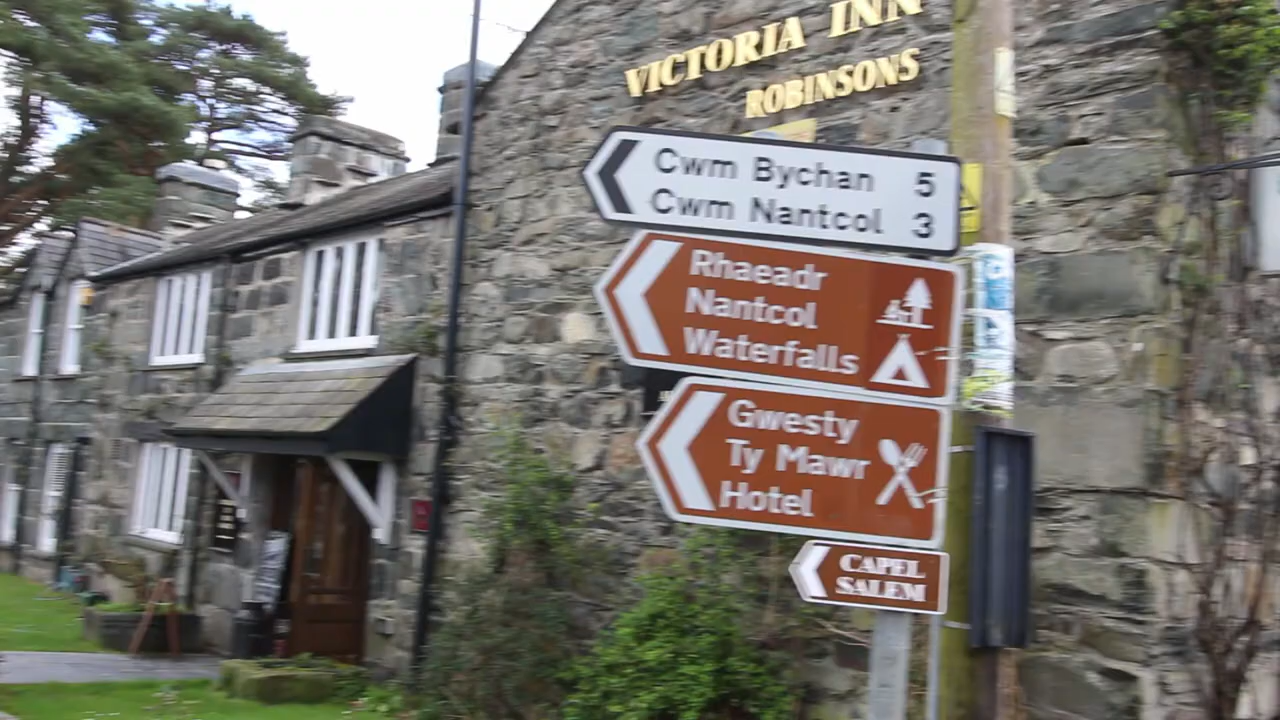 VICTORIA INN
ROBINSONS
Cwm Bychan 5
Cwm Nantcol 3
Rhaeadr
Nantcol
Waterfalls
Gwesty
Ty Mawr
Hotel
CAPEL
SALEM